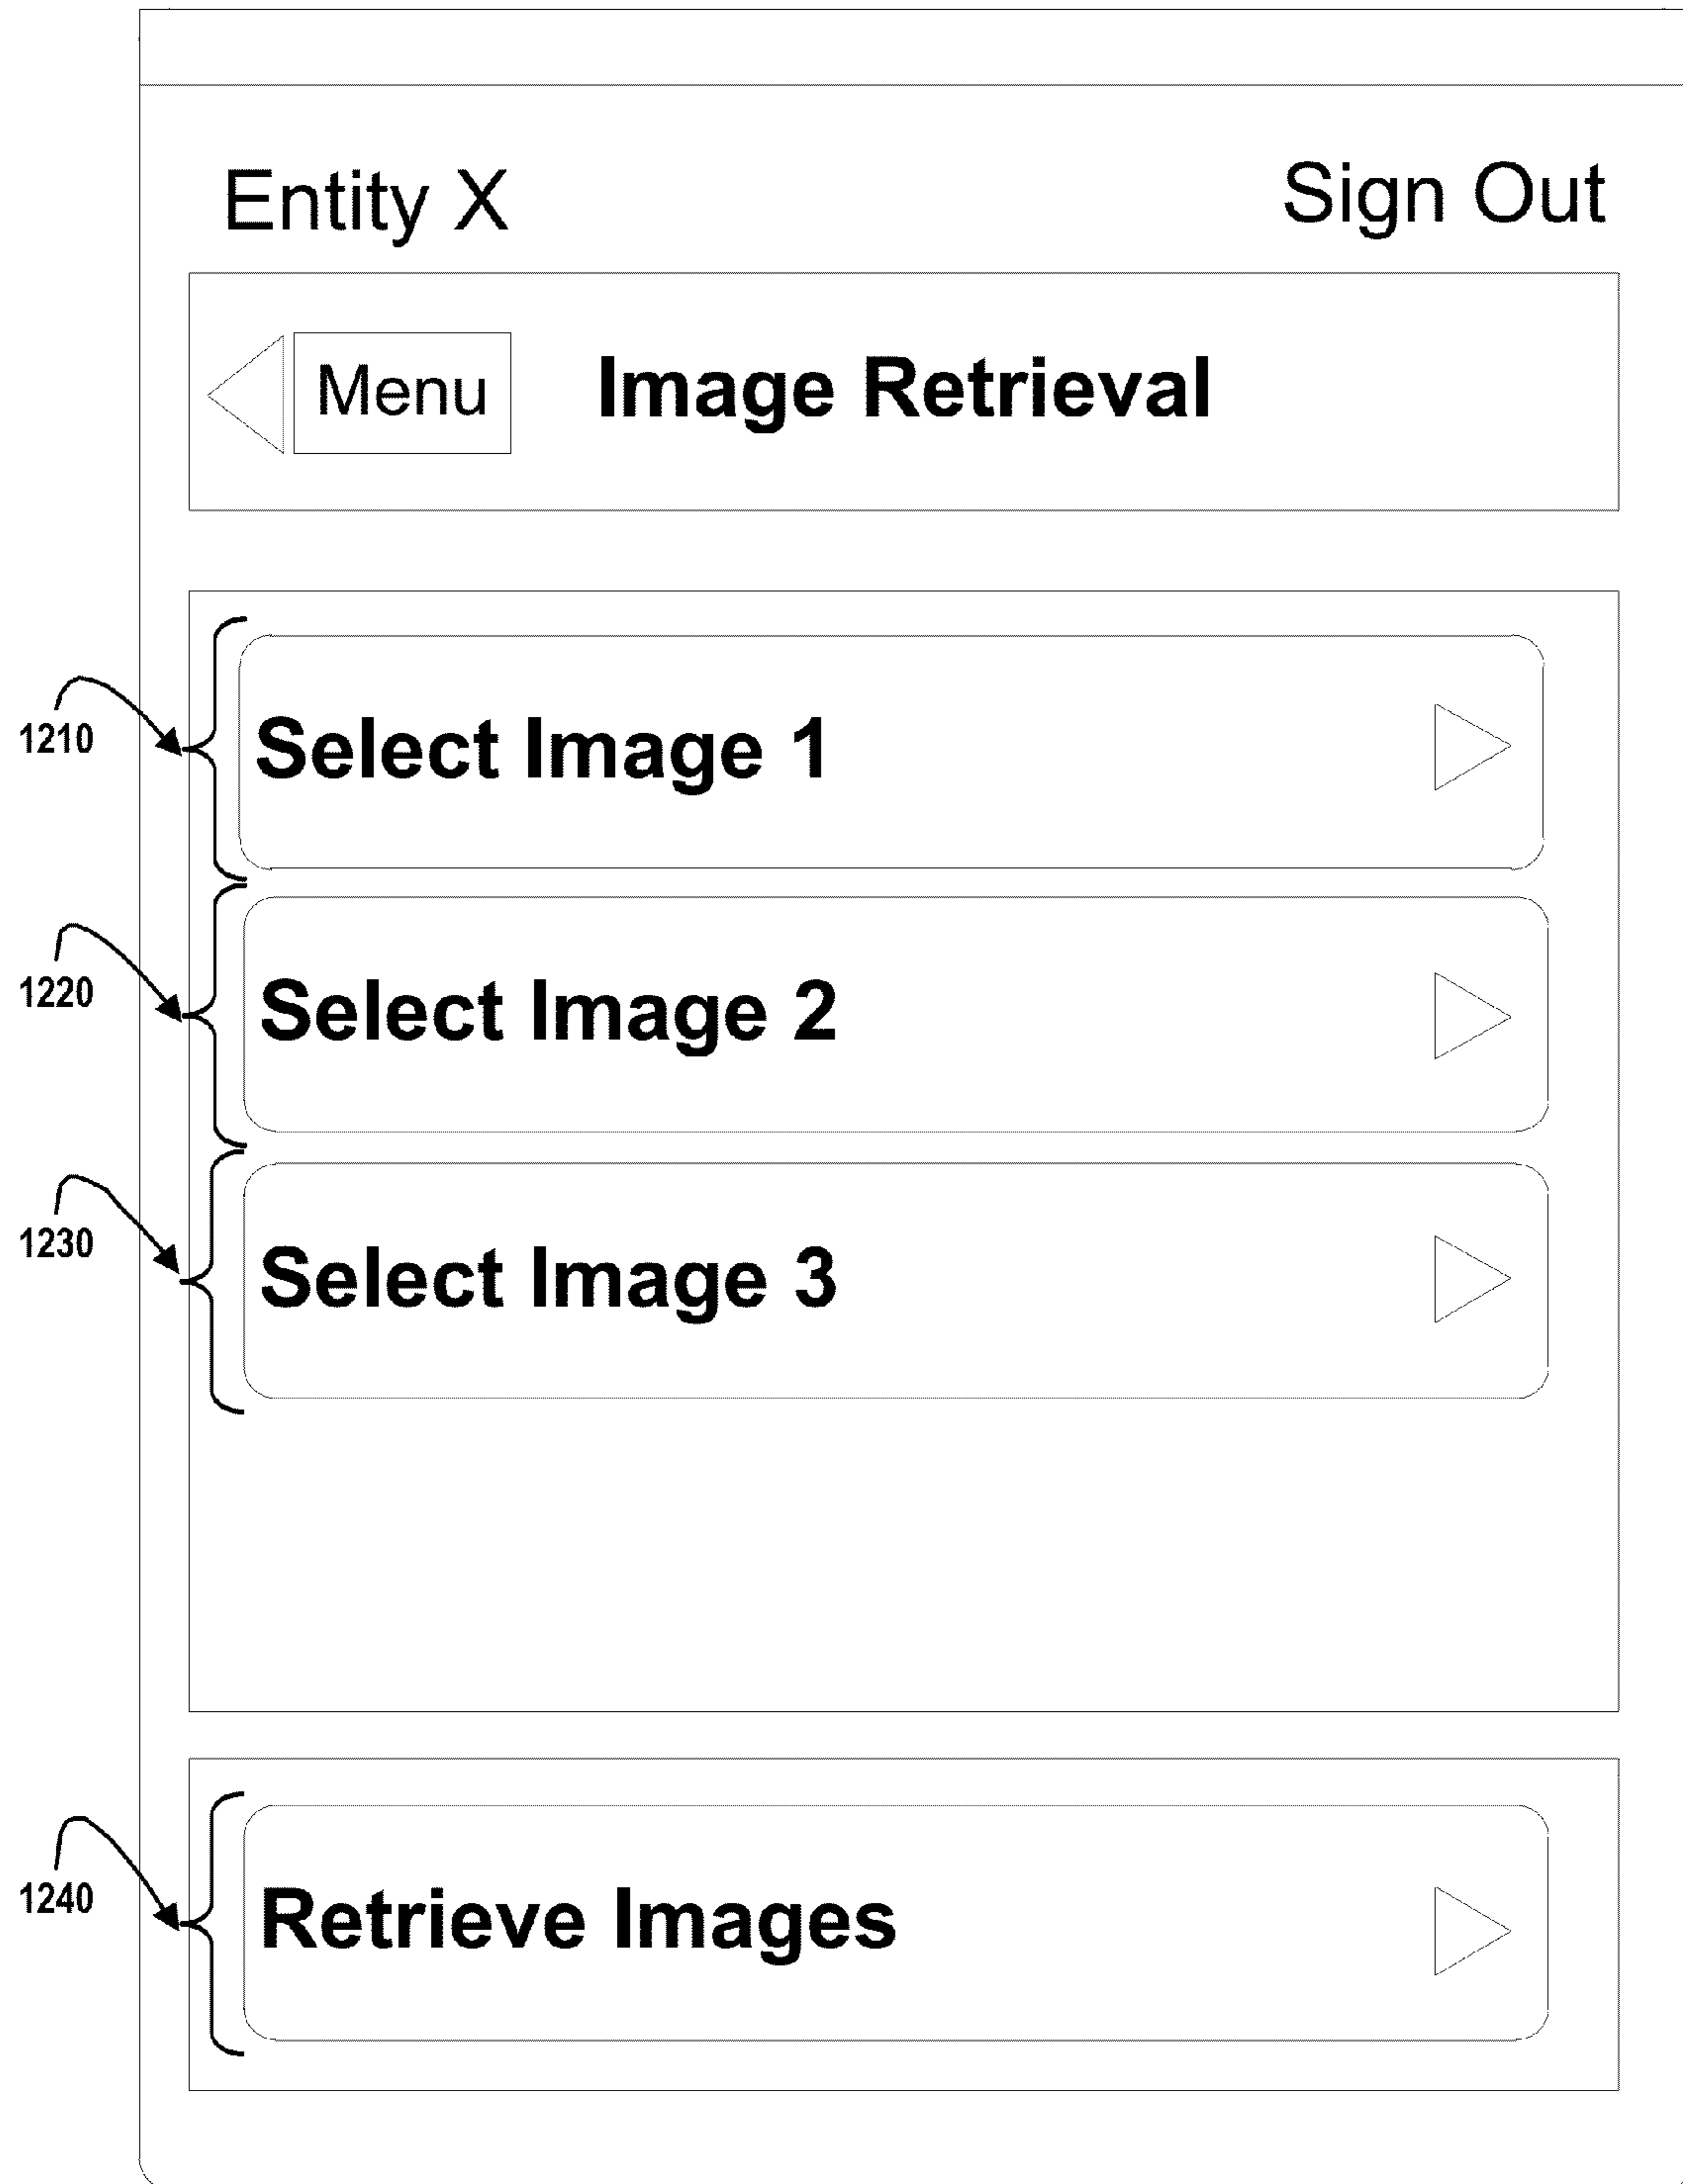 Entity X Sign Out
Menu Image Retrieval
1210 Select Image 1
1220 Select Image 2
1230 Select Image 3
1240 Retrieve Images